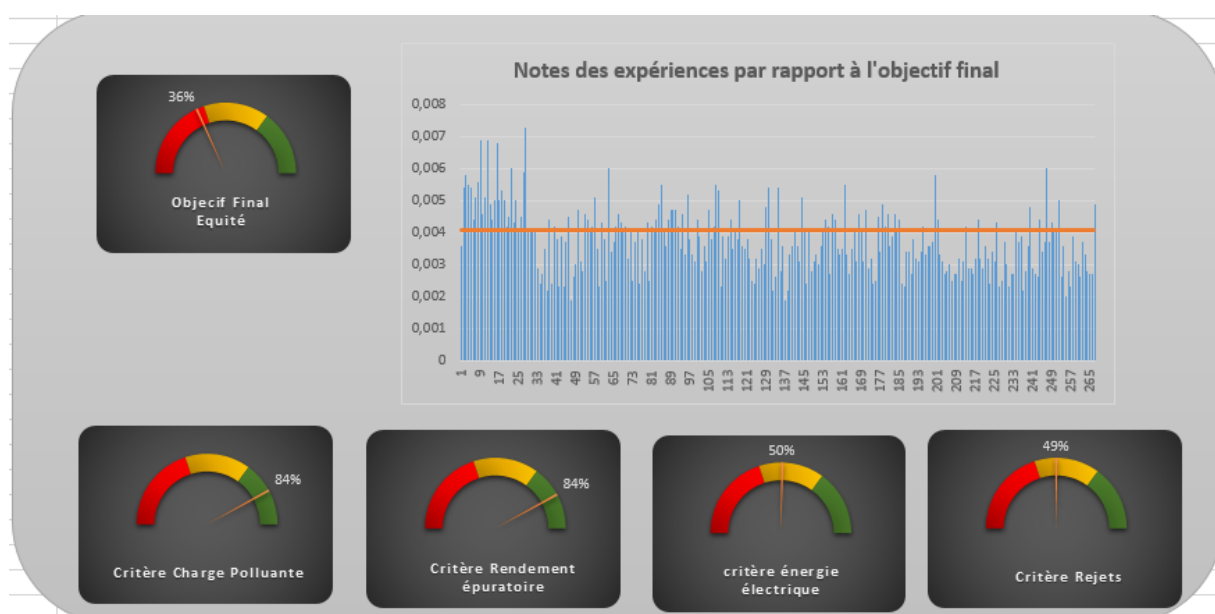 36%
Objecif Final
Equité
Notes des expériences par rapport à l'objectif final
0,008
0,007
0,006
0,005
0,004
0,003
0,002
0,001
0
1 9 17 25 33 41 49 57 65 73 81 89 97 105 113 121 129 137 145 153 161 169 177 185 193 201 209 217 225 233 241 249 257 265
84%
Critère Charge Polluante
84%
Critère Rendement
épuratoire
50%
critère énergie
électrique
49%
Critère Rejets